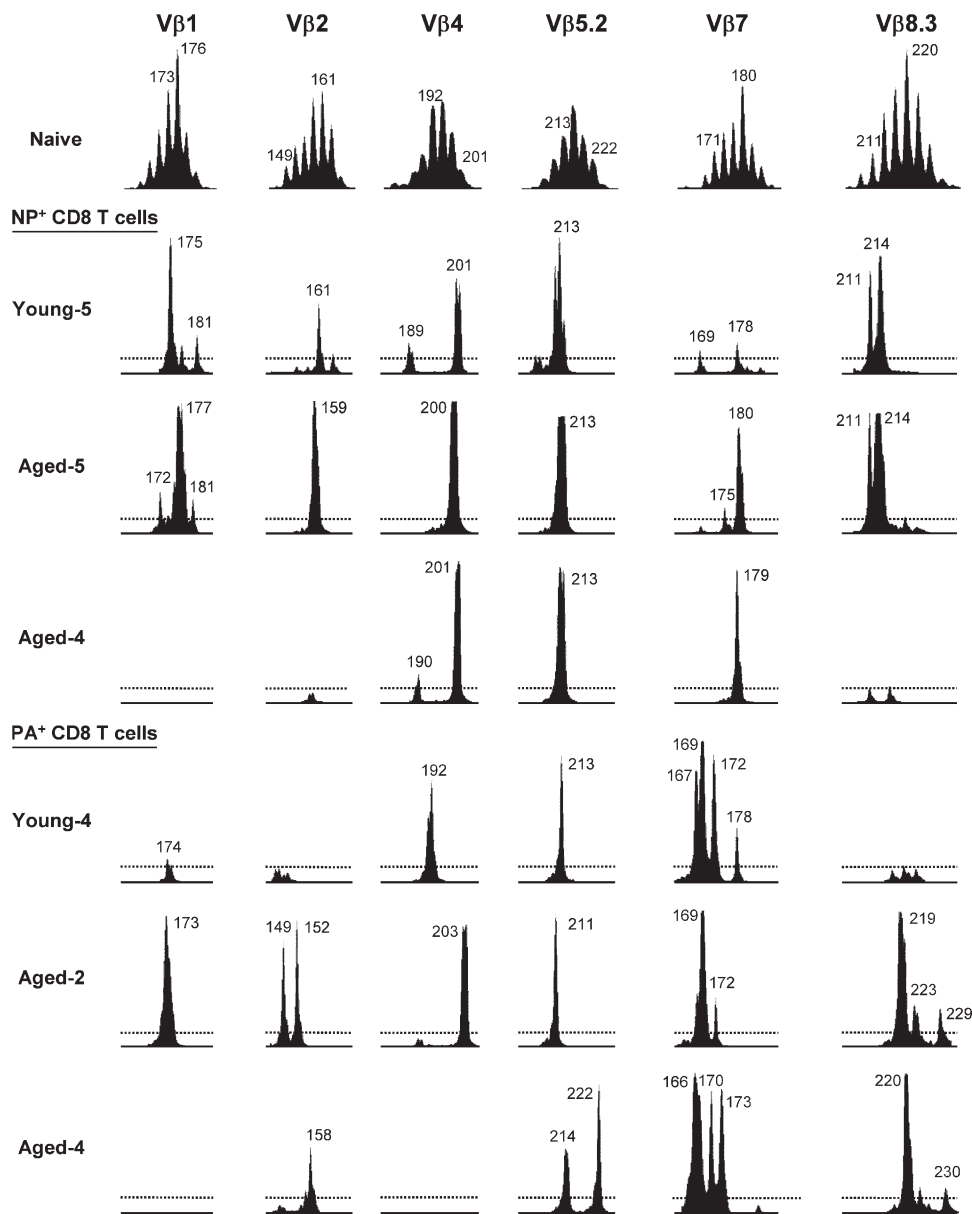 Vβ1 Vβ2 Vβ4 Vβ5.2 Vβ7 Vβ8.3
Naive 173 176 149 161 192 201 213 222 171 180 211 220
NP+ CD8 T cells
Young-5 175 181 161 189 201 213 169 178 211 214
Aged-5 172 177 181 159 200 213 175 180 211 214
Aged-4 190 201 213 179
PA+ CD8 T cells
Young-4 174 192 213 167 169 172 178
Aged-2 173 149 152 203 211 169 172 219 223 229
Aged-4 158 214 222 166 170 173 220 230